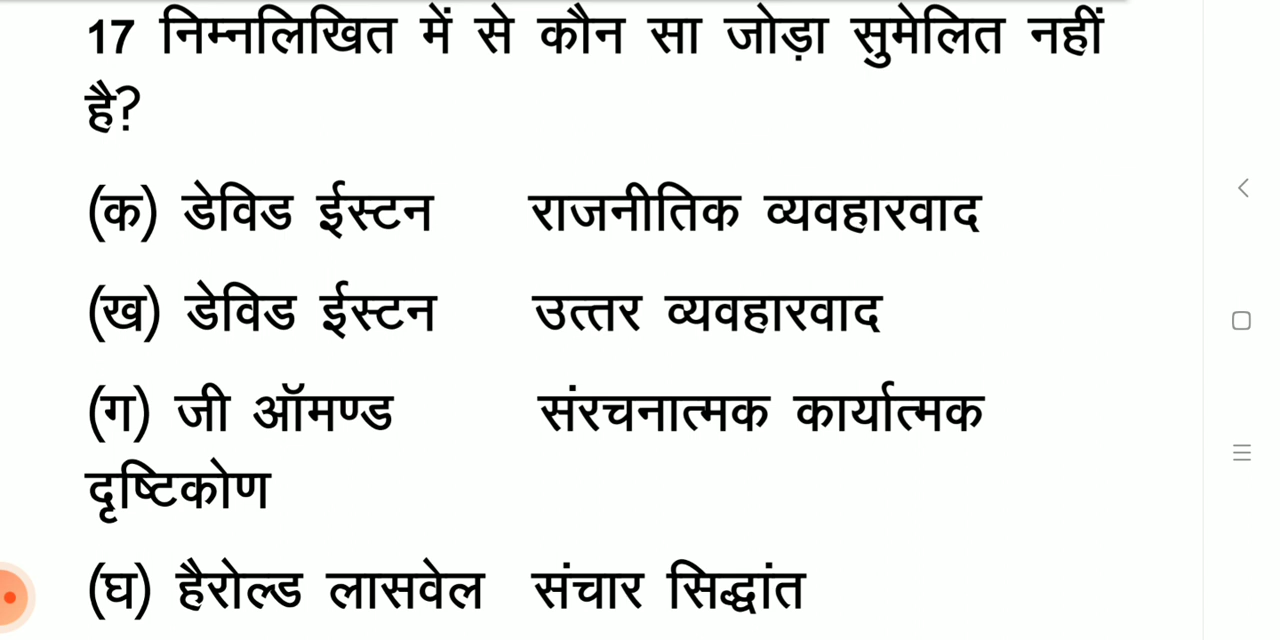 17 निम्नलिखित में से कौन सा जोड़ा सुमेलित नहीं
है?
(क) डेविड ईस्टन राजनीतिक व्यवहारवाद
(ख) डेविड ईस्टन उत्तर व्यवहारवाद
(ग) जी ऑमण्ड संरचनात्मक कार्यात्मक
दृष्टिकोण
(घ) हैरोल्ड लासवेल संचार सिद्धांत